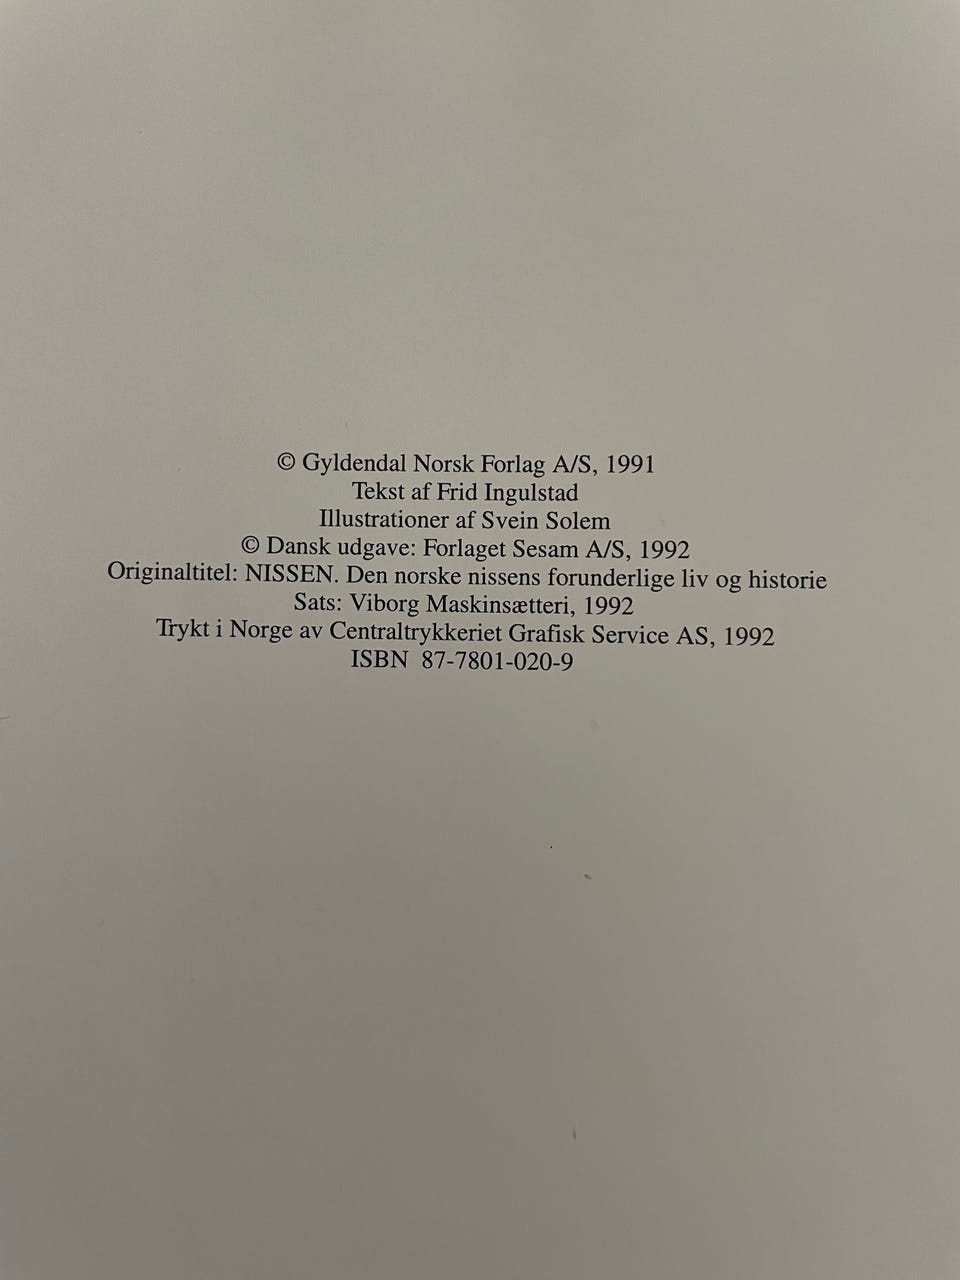 © Gyldendal Norsk Forlag A/S, 1991
Tekst af Frid Ingulstad
Illustrationer af Svein Solem
© Dansk udgave: Forlaget Sesam A/S, 1992
Originaltitel: NISSEN. Den norske nissens forunderlige liv og historie
Sats: Viborg Maskinsætteri, 1992
Trykt i Norge av Centraltrykkeriet Grafisk Service AS, 1992
ISBN 87-7801-020-9